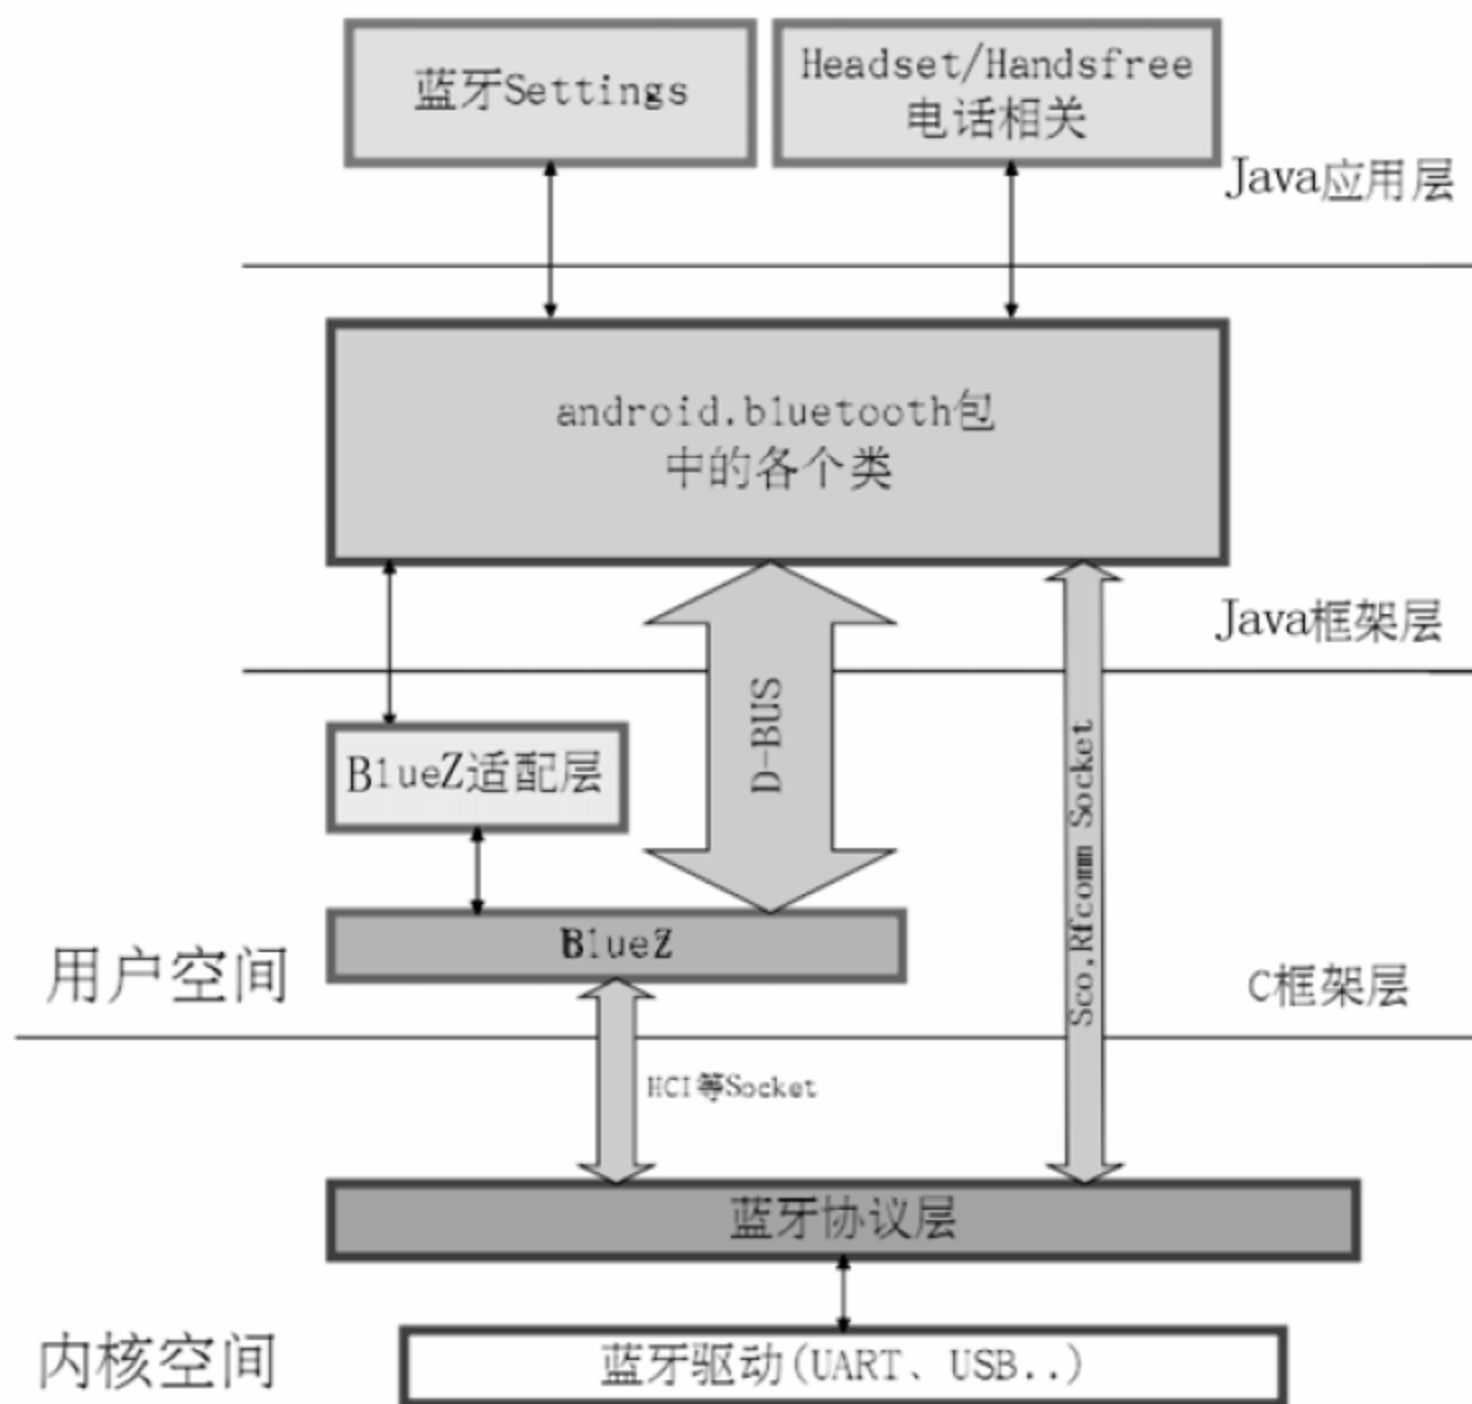 蓝牙Settings
Headset/Handsfree
电话相关
Java应用层
android.bluetooth包
中的各个类
Java框架层
D-BUS
Sco,Rfcomm Socket
BlueZ适配层
BlueZ
用户空间
C框架层
HCI等Socket
蓝牙协议层
内核空间
蓝牙驱动(UART、USB..)